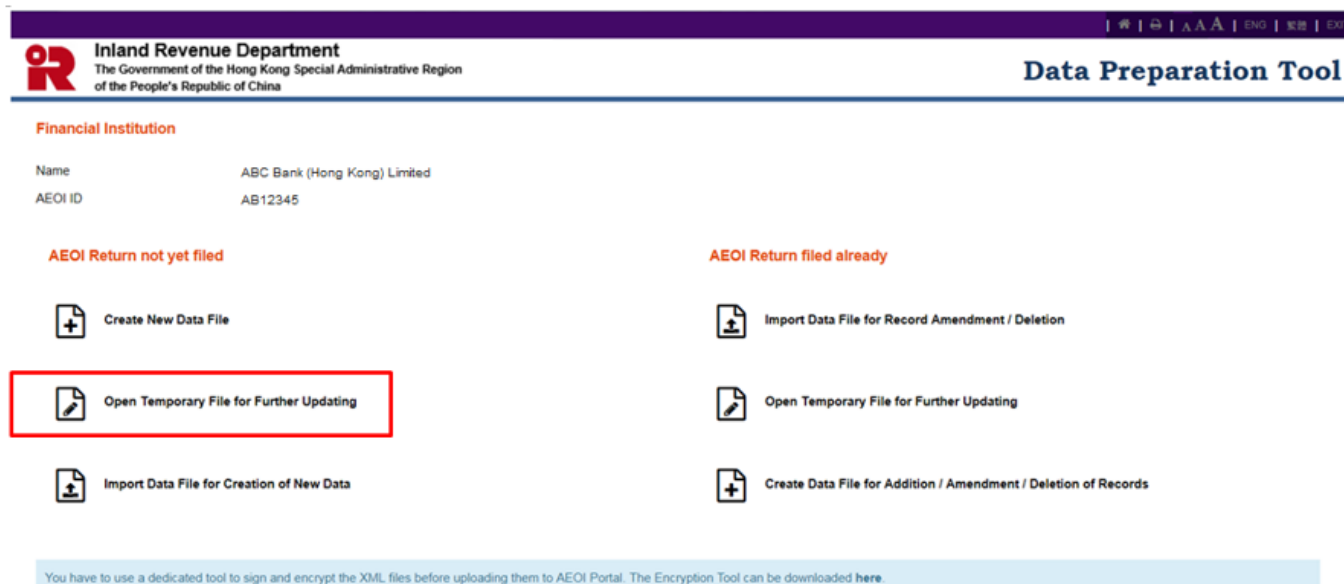 | | A A A | ENG | 繁體 | EXIT
Inland Revenue Department
The Government of the Hong Kong Special Administrative Region
of the People's Republic of China
Data Preparation Tool
Financial Institution
Name ABC Bank (Hong Kong) Limited
AEOI ID AB12345
AEOI Return not yet filed
AEOI Return filed already
Create New Data File
Import Data File for Record Amendment / Deletion
Open Temporary File for Further Updating
Open Temporary File for Further Updating
Import Data File for Creation of New Data
Create Data File for Addition / Amendment / Deletion of Records
You have to use a dedicated tool to sign and encrypt the XML files before uploading them to AEOI Portal. The Encryption Tool can be downloaded here.